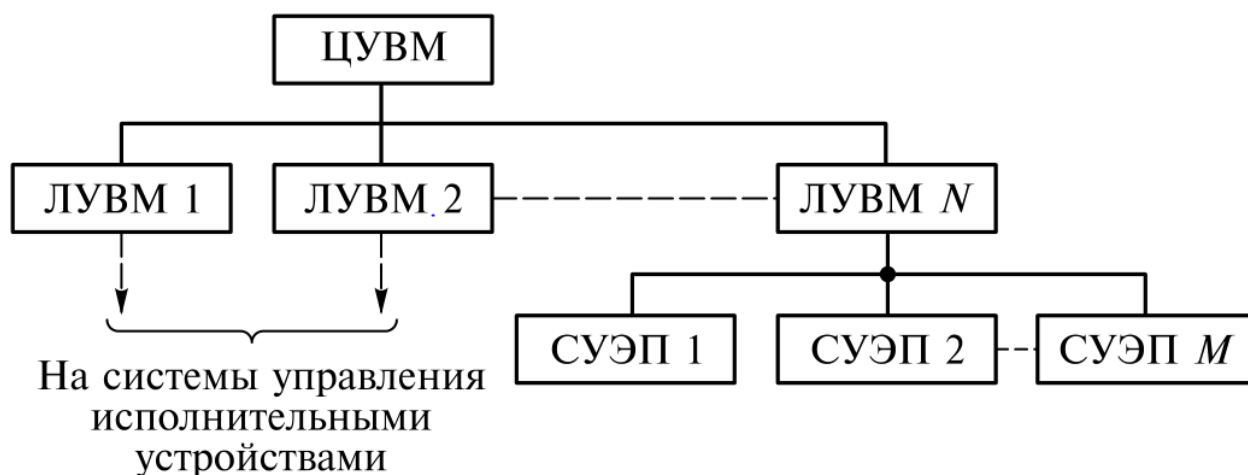 ЦУВМ
ЛУВМ 1
ЛУВМ 2
ЛУВМ N
СУЭП 1
СУЭП 2
СУЭП M
На системы управления
исполнительными
устройствами